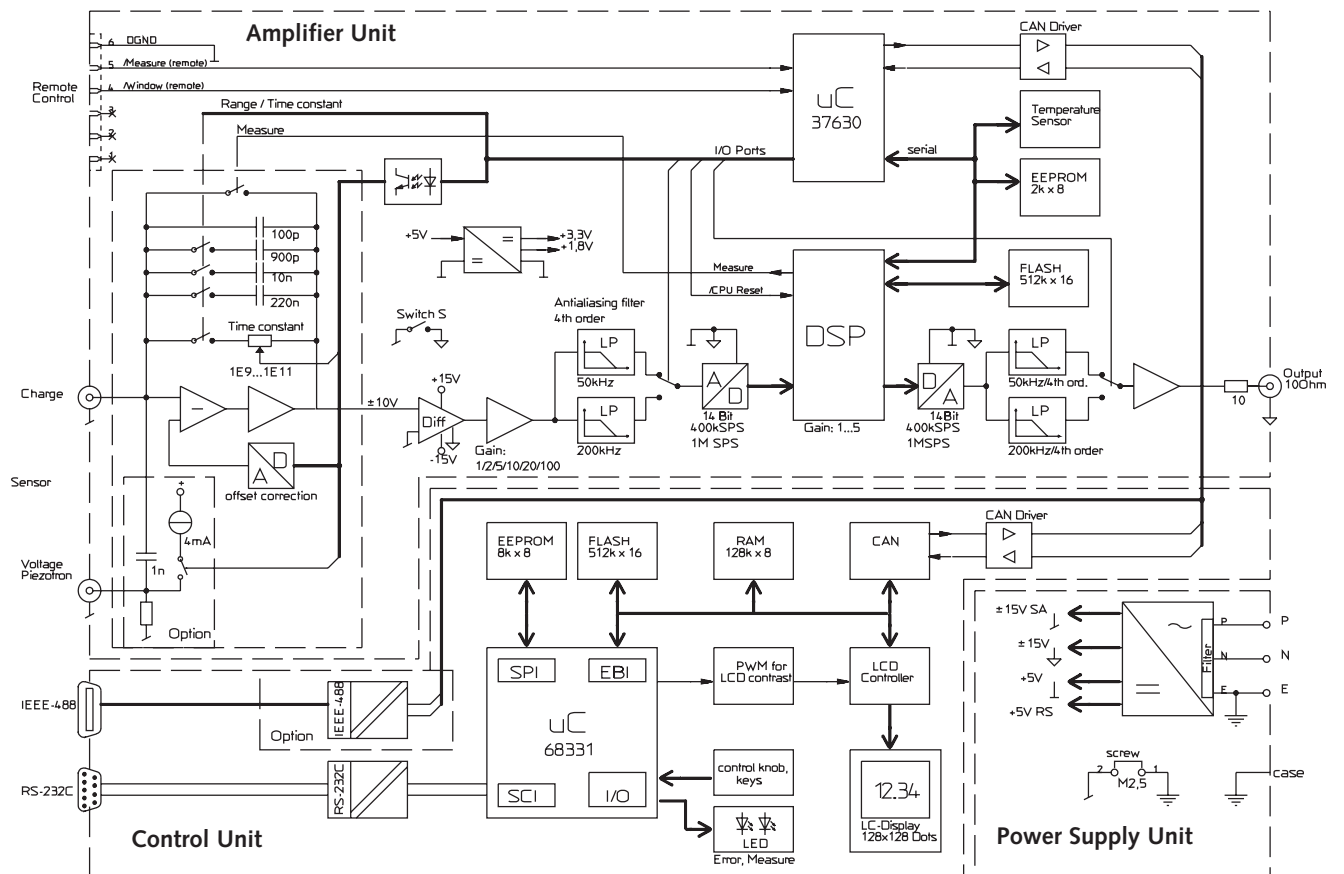 Amplifier Unit
CAN Driver
6 DGND
5 /Measure (remote)
4 /Window (remote)
3
2
1
Remote
Control
Range / Time constant
Measure
uC
37630
I/O Ports
serial
Temperature
Sensor
EEPROM
2k x 8
100p
900p
10n
220n
Time constant
1E9...1E11
+5V
=
=
+3,3V
+1,8V
Measure
/CPU Reset
FLASH
512k x 16
Switch S
Antialiasing filter
4th order
LP
50kHz
LP
200kHz
A
D
14 Bit
400kSPS
1M SPS
DSP
Gain: 1...5
D
A
14Bit
400kSPS
1MSPS
LP
50kHz/4th ord.
LP
200kHz/4th order
10
Output
10Ohm
Charge
−
±10V
+15V
Diff
-15V
Gain:
1/2/5/10/20/100
D
A
offset correction
Sensor
+
4mA
1n
Voltage
Piezotron
Option
EEPROM
8k x 8
FLASH
512k x 16
RAM
128k x 8
CAN
CAN Driver
SPI
EBI
uC
68331
SCI
I/O
PWM for
LCD contrast
LCD
Controller
control knob,
keys
LED
Error, Measure
12.34
LC-Display
128x128 Dots
IEEE-488
IEEE-488
Option
RS-232C
RS-232C
Control Unit
±15V SA
±15V
+5V
+5V RS
~
=
Filter
P
N
E
P
N
E
screw
2
1
M2,5
case
Power Supply Unit